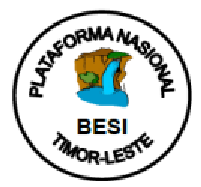 PLATAFORMA NASIONAL
BESI
TIMOR-LESTE